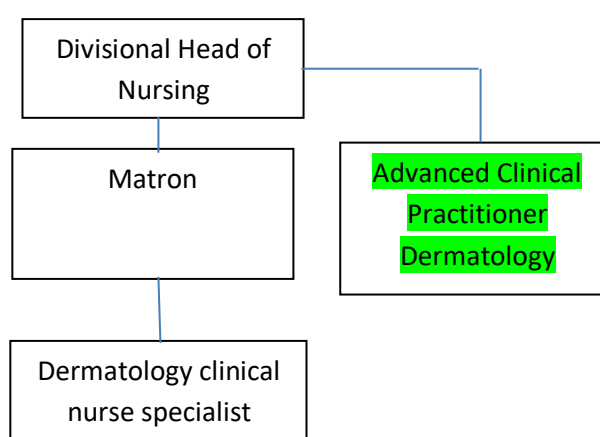 Divisional Head of
Nursing
Matron
Advanced Clinical
Practitioner
Dermatology
Dermatology clinical
nurse specialist